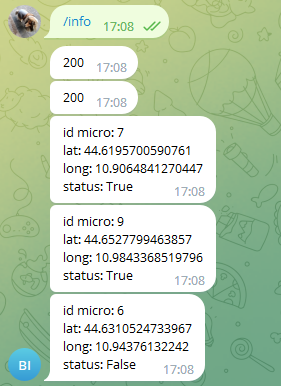 /info 17:08
200 17:08
200 17:08
id micro: 7
lat: 44.6195700590761
long: 10.9064841270447
status: True 17:08
id micro: 9
lat: 44.6527799463857
long: 10.9843368519796
status: True 17:08
id micro: 6
lat: 44.6310524733967
long: 10.94376132242
status: False 17:08
BI